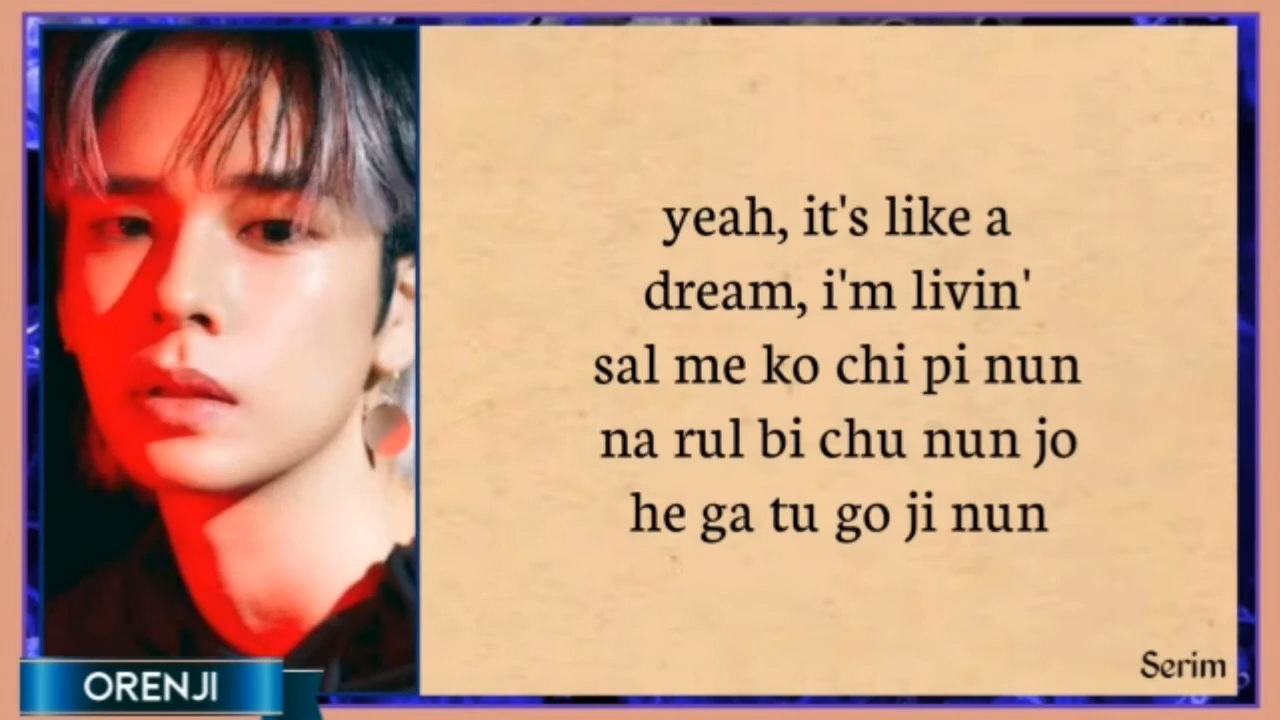 yeah, it's like a
dream, i'm livin'
sal me ko chi pi nun
na rul bi chu nun jo
he ga tu go ji nun
Serim
ORENJI